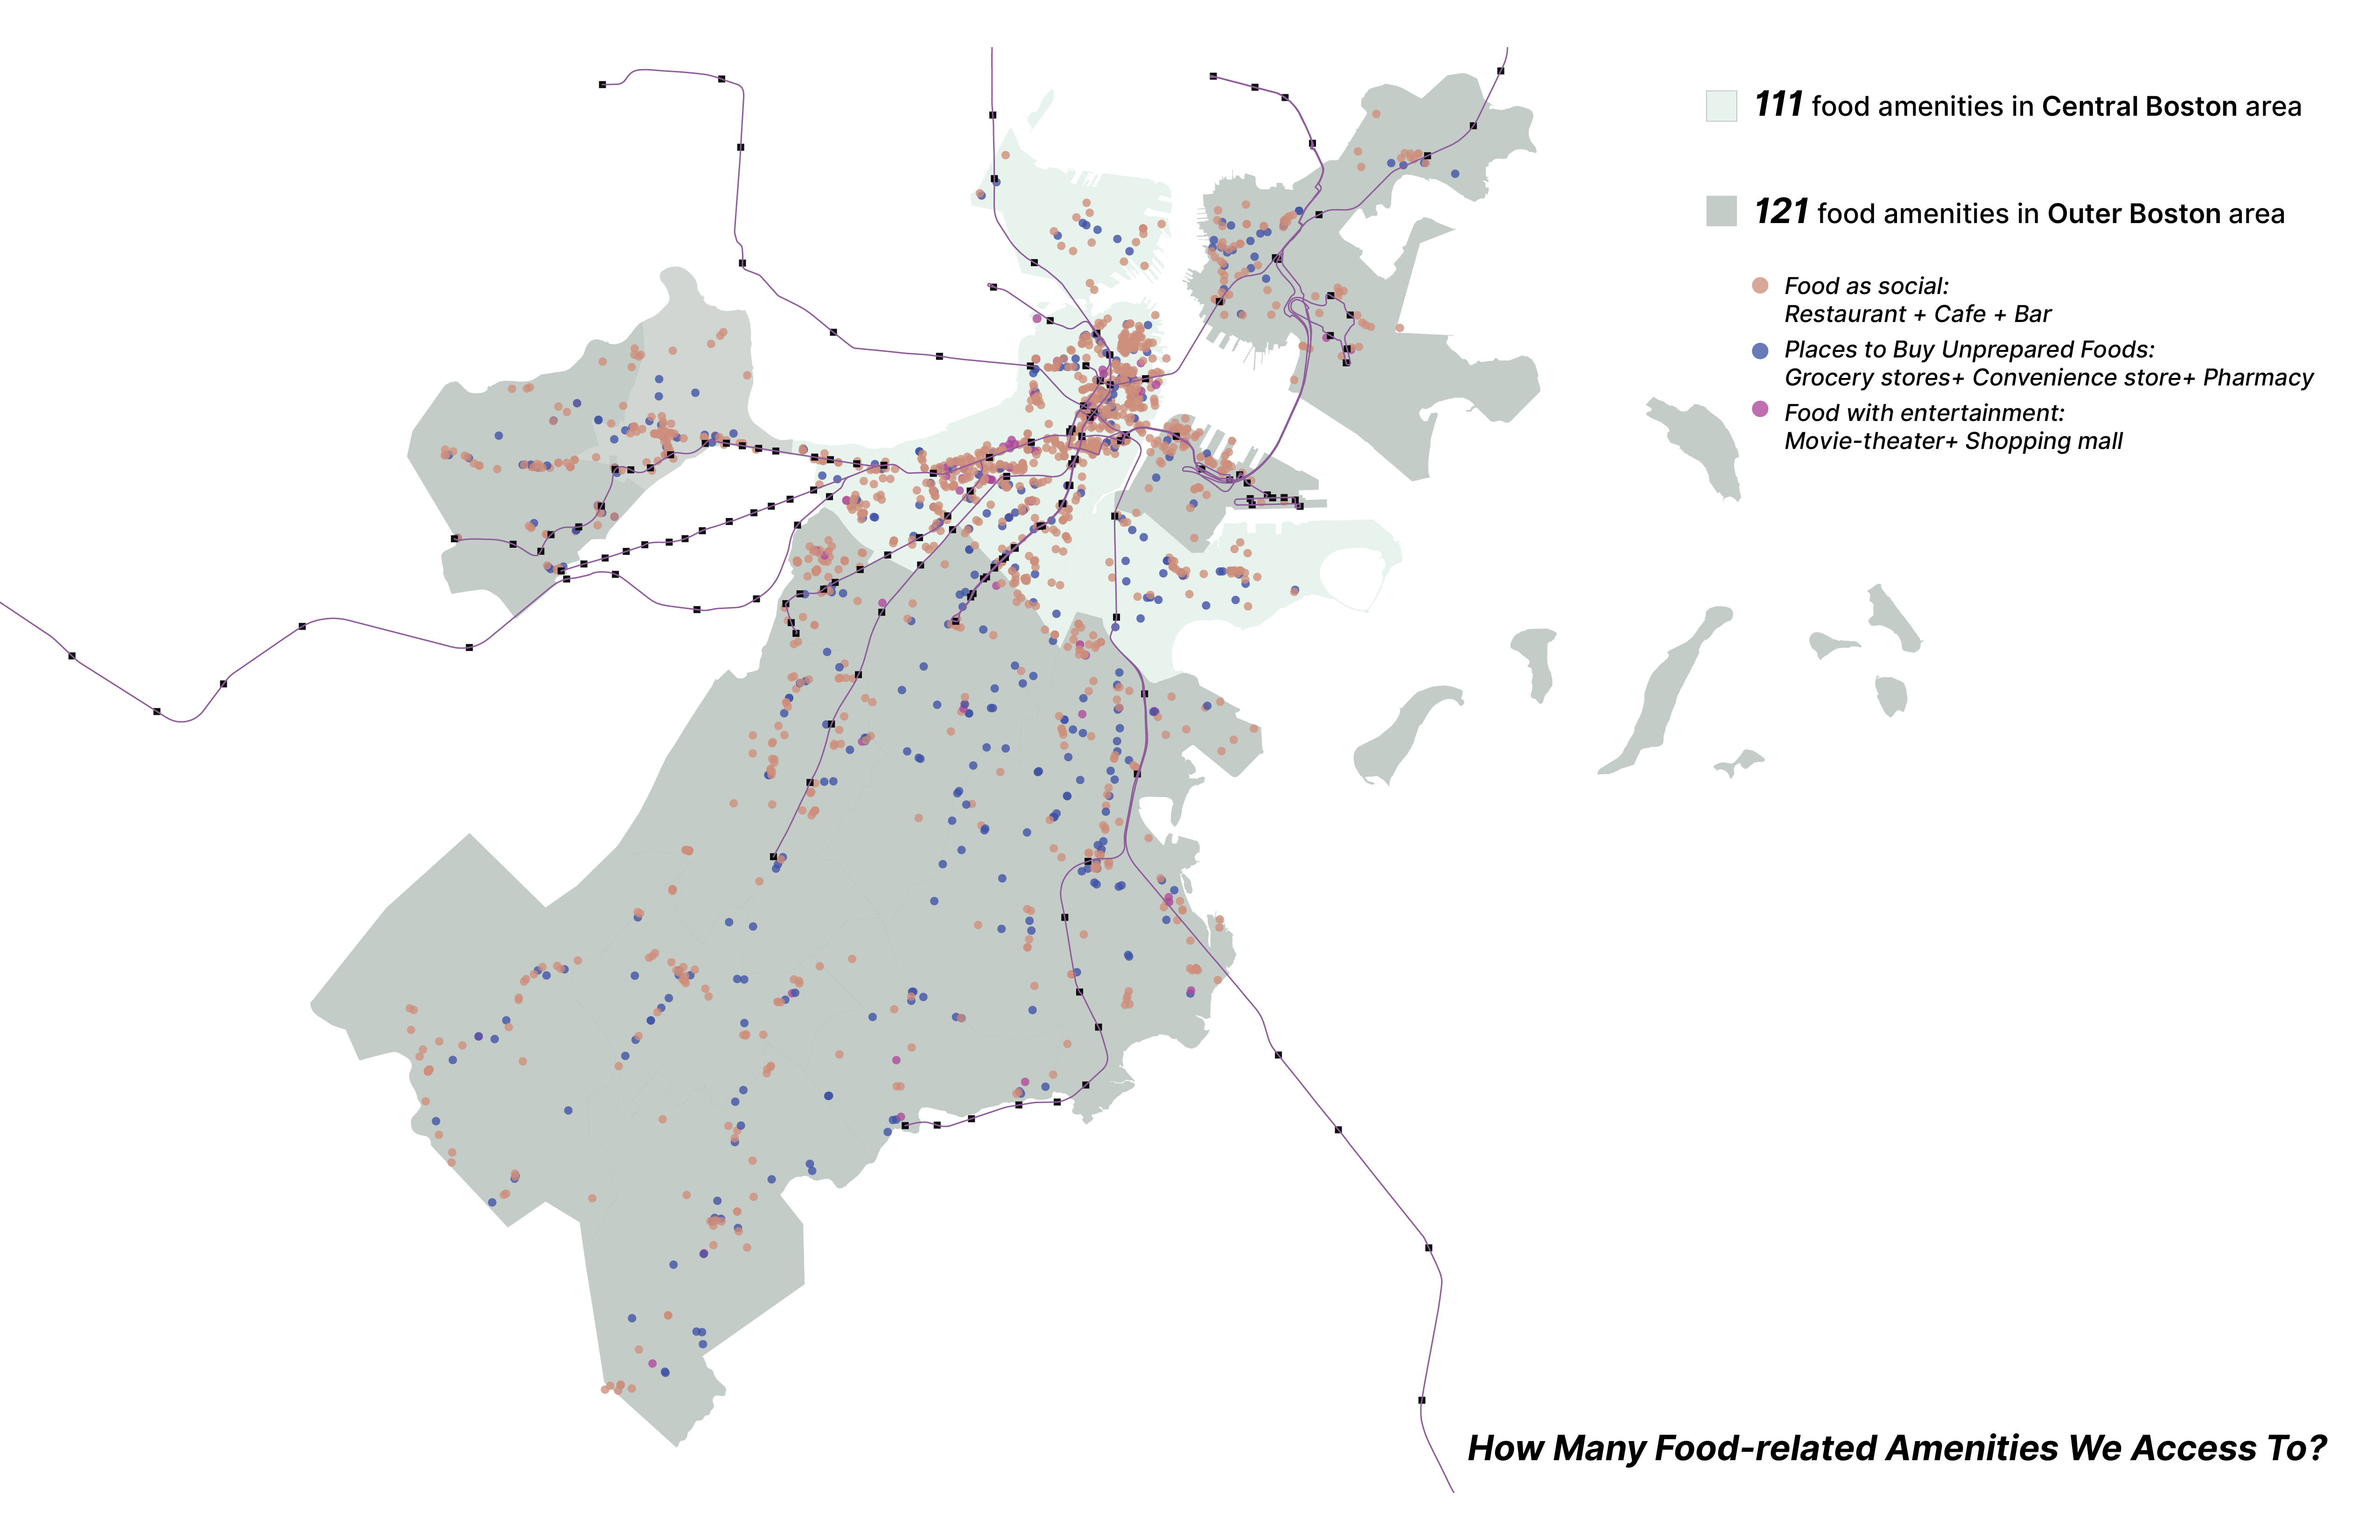 111 food amenities in Central Boston area
121 food amenities in Outer Boston area
Food as social:
Restaurant + Cafe + Bar
Places to Buy Unprepared Foods:
Grocery stores+ Convenience store+ Pharmacy
Food with entertainment:
Movie-theater+ Shopping mall
How Many Food-related Amenities We Access To?